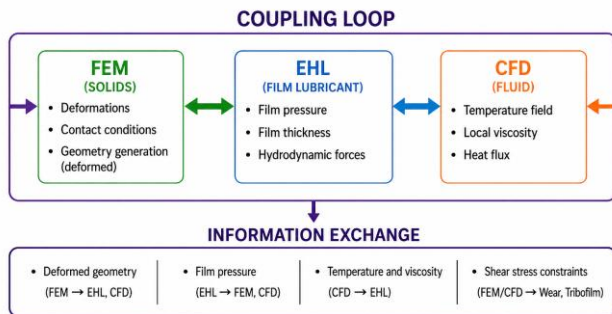 COUPLING LOOP
FEM
(SOLIDS)
• Deformations
• Contact conditions
• Geometry generation
(deformed)
EHL
(FILM LUBRICANT)
• Film pressure
• Film thickness
• Hydrodynamic forces
CFD
(FLUID)
• Temperature field
• Local viscosity
• Heat flux
INFORMATION EXCHANGE
• Deformed geometry
(FEM → EHL, CFD)
• Film pressure
(EHL → FEM, CFD)
• Temperature and viscosity
(CFD → EHL)
• Shear stress constraints
(FEM/CFD → Wear, Tribofilm)